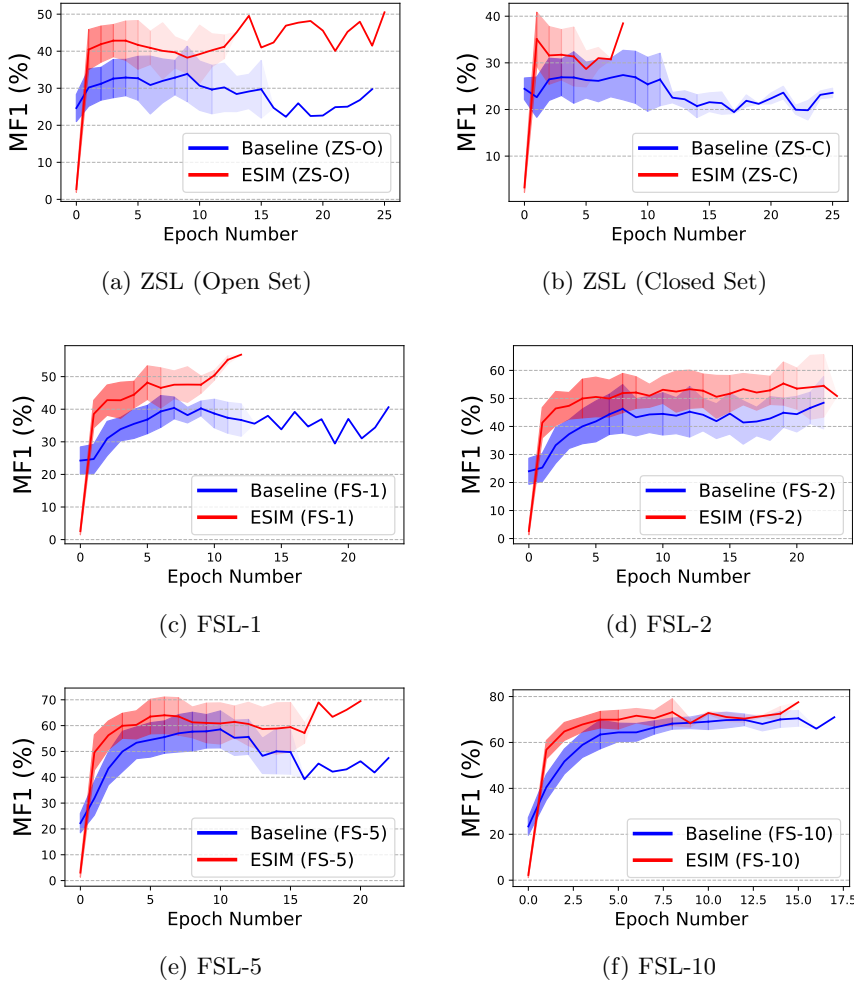 MF1 (%)
50
40
30
20
10
0
Baseline (ZS-O)
ESIM (ZS-O)
0 5 10 15 20 25
Epoch Number
(a) ZSL (Open Set)
MF1 (%)
40
30
20
10
Baseline (ZS-C)
ESIM (ZS-C)
0 5 10 15 20 25
Epoch Number
(b) ZSL (Closed Set)
MF1 (%)
50
40
30
20
10
0
Baseline (FS-1)
ESIM (FS-1)
0 10 20
Epoch Number
(c) FSL-1
MF1 (%)
60
50
40
30
20
10
0
Baseline (FS-2)
ESIM (FS-2)
0 10 20
Epoch Number
(d) FSL-2
MF1 (%)
70
60
50
40
30
20
10
0
Baseline (FS-5)
ESIM (FS-5)
0 5 10 15 20
Epoch Number
(e) FSL-5
MF1 (%)
80
60
40
20
0
Baseline (FS-10)
ESIM (FS-10)
0.0 2.5 5.0 7.5 10.0 12.5 15.0 17.5
Epoch Number
(f) FSL-10